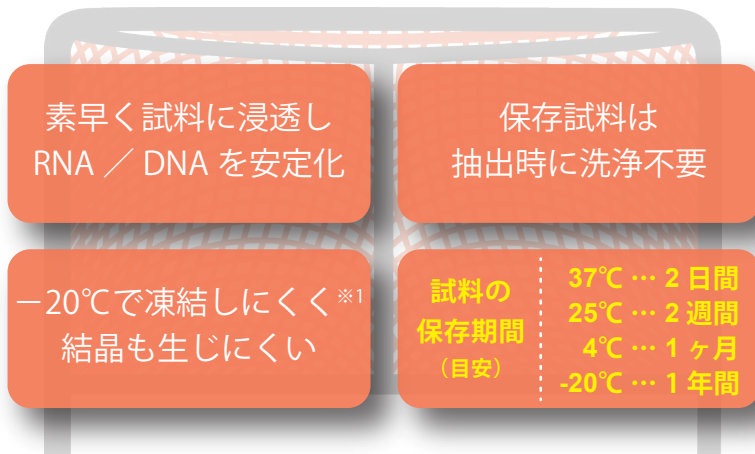 素早く試料に浸透し
RNA ／ DNA を安定化
保存試料は
抽出時に洗浄不要
－20℃で凍結しにくく※1
結晶も生じにくい
試料の
保存期間
（目安）
37℃ … 2 日間
25℃ … 2 週間
4℃ … 1 ヶ月
-20℃ … 1 年間